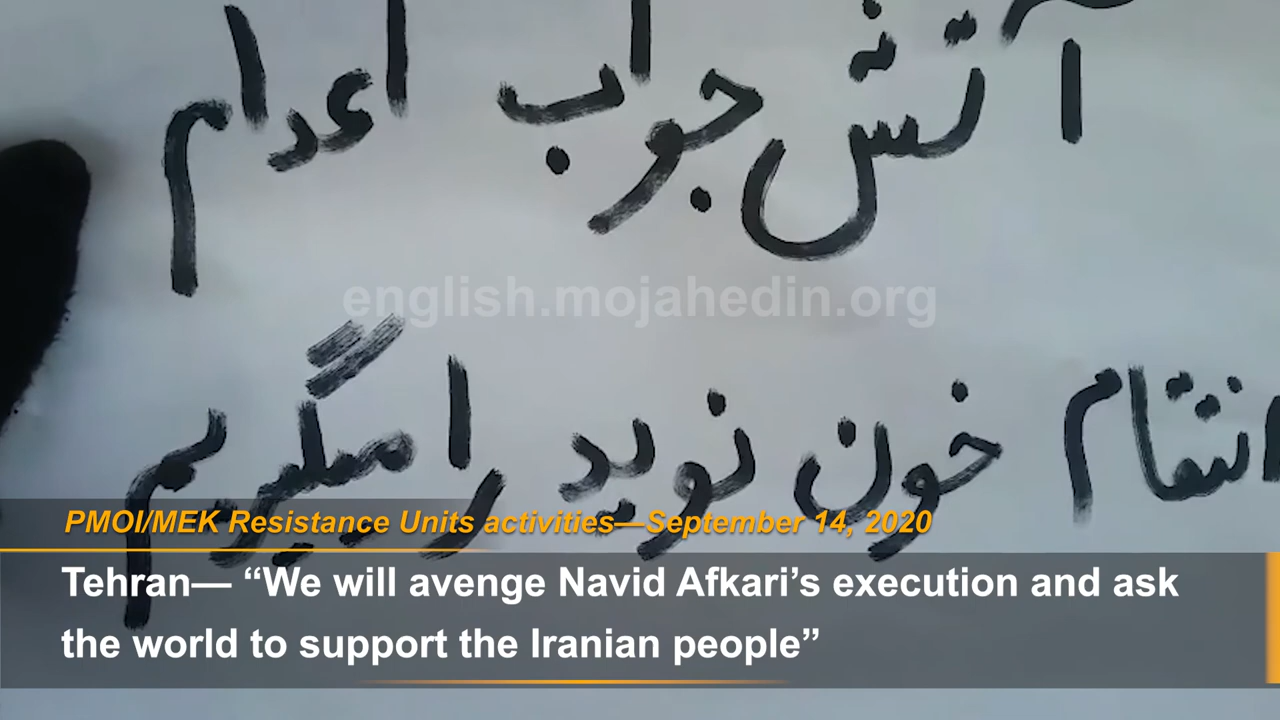 آتش جواب اعدام
english.mojahedin.org
انتقام خون نوید را میگیریم
PMOI/MEK Resistance Units activities—September 14, 2020
Tehran— “We will avenge Navid Afkari’s execution and ask
the world to support the Iranian people”